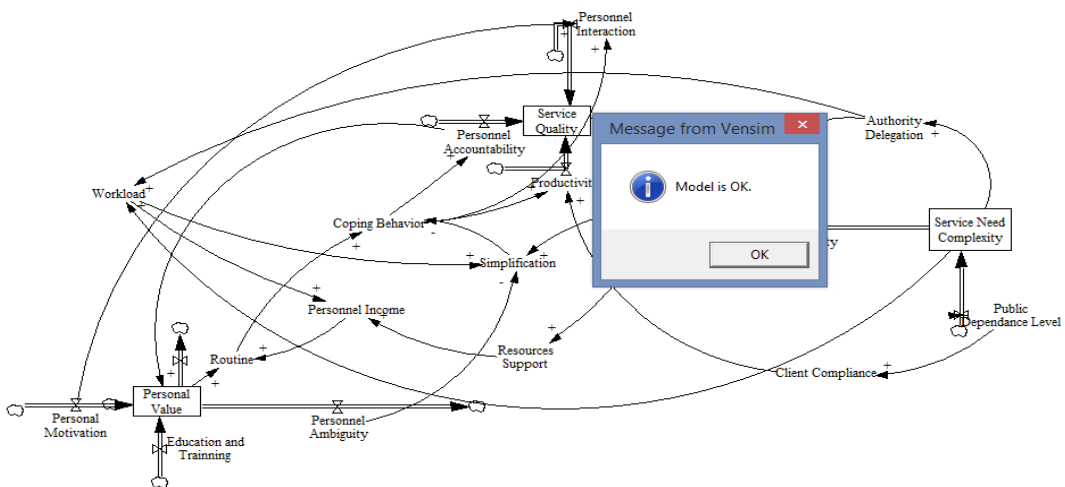 Personnel
Interaction
+
+
Service
Quality
Personnel
Accountability
+
Message from Vensim
Model is OK.
OK
Authority
Delegation
+
Workload
+
+
Productivit
+
+
Coping Behavior
+
-
Service Need
Complexity
ty
+
Simplification
-
+
Personnel Income
+
+
Public
Dependance Level
+
Resources
Support
Routine
+
+
+
Client Compliance
+
Personal
Value
Personal
Motivation
Personnel
Ambiguity
Education and
Trainning